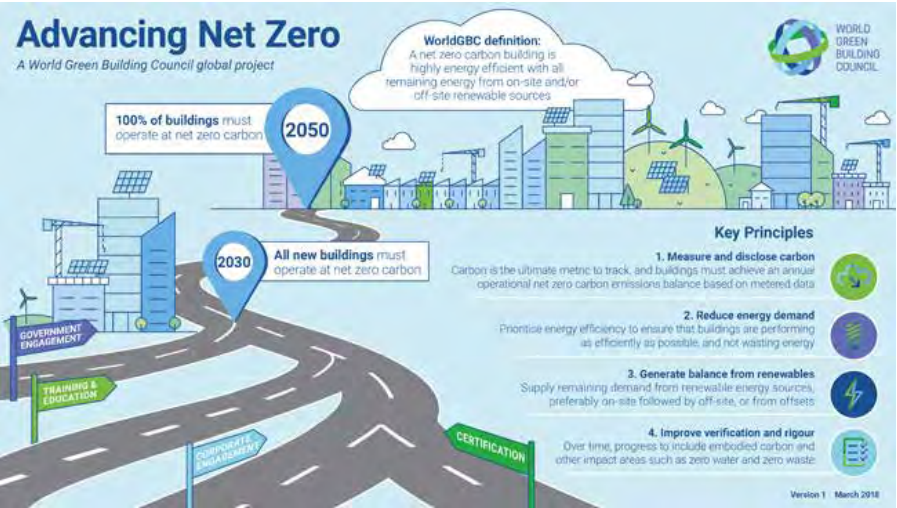 Advancing Net Zero
A World Green Building Council global project
WorldGBC definition:
A net zero carbon building is
highly energy efficient with all
remaining energy from on-site and/or
off-site renewable sources
WORLD
GREEN
BUILDING
COUNCIL
100% of buildings must
operate at net zero carbon
2050
2030
All new buildings must
operate at net zero carbon
Key Principles
1. Measure and disclose carbon
Carbon is the ultimate metric to track, and buildings must achieve an annual
operational net zero carbon emissions balance based on metered data
2. Reduce energy demand
Prioritise energy efficiency to ensure that buildings are performing
as efficiently as possible, and not wasting energy
3. Generate balance from renewables
Supply remaining demand from renewable energy sources,
preferably on-site followed by off-site, or from offsets
4. Improve verification and rigour
Over time, progress to include embodied carbon and
other impact areas such as zero water and zero waste
GOVERNMENT
ENGAGEMENT
TRAINING &
EDUCATION
CORPORATE
ENGAGEMENT
CERTIFICATION
Version 1 March 2018